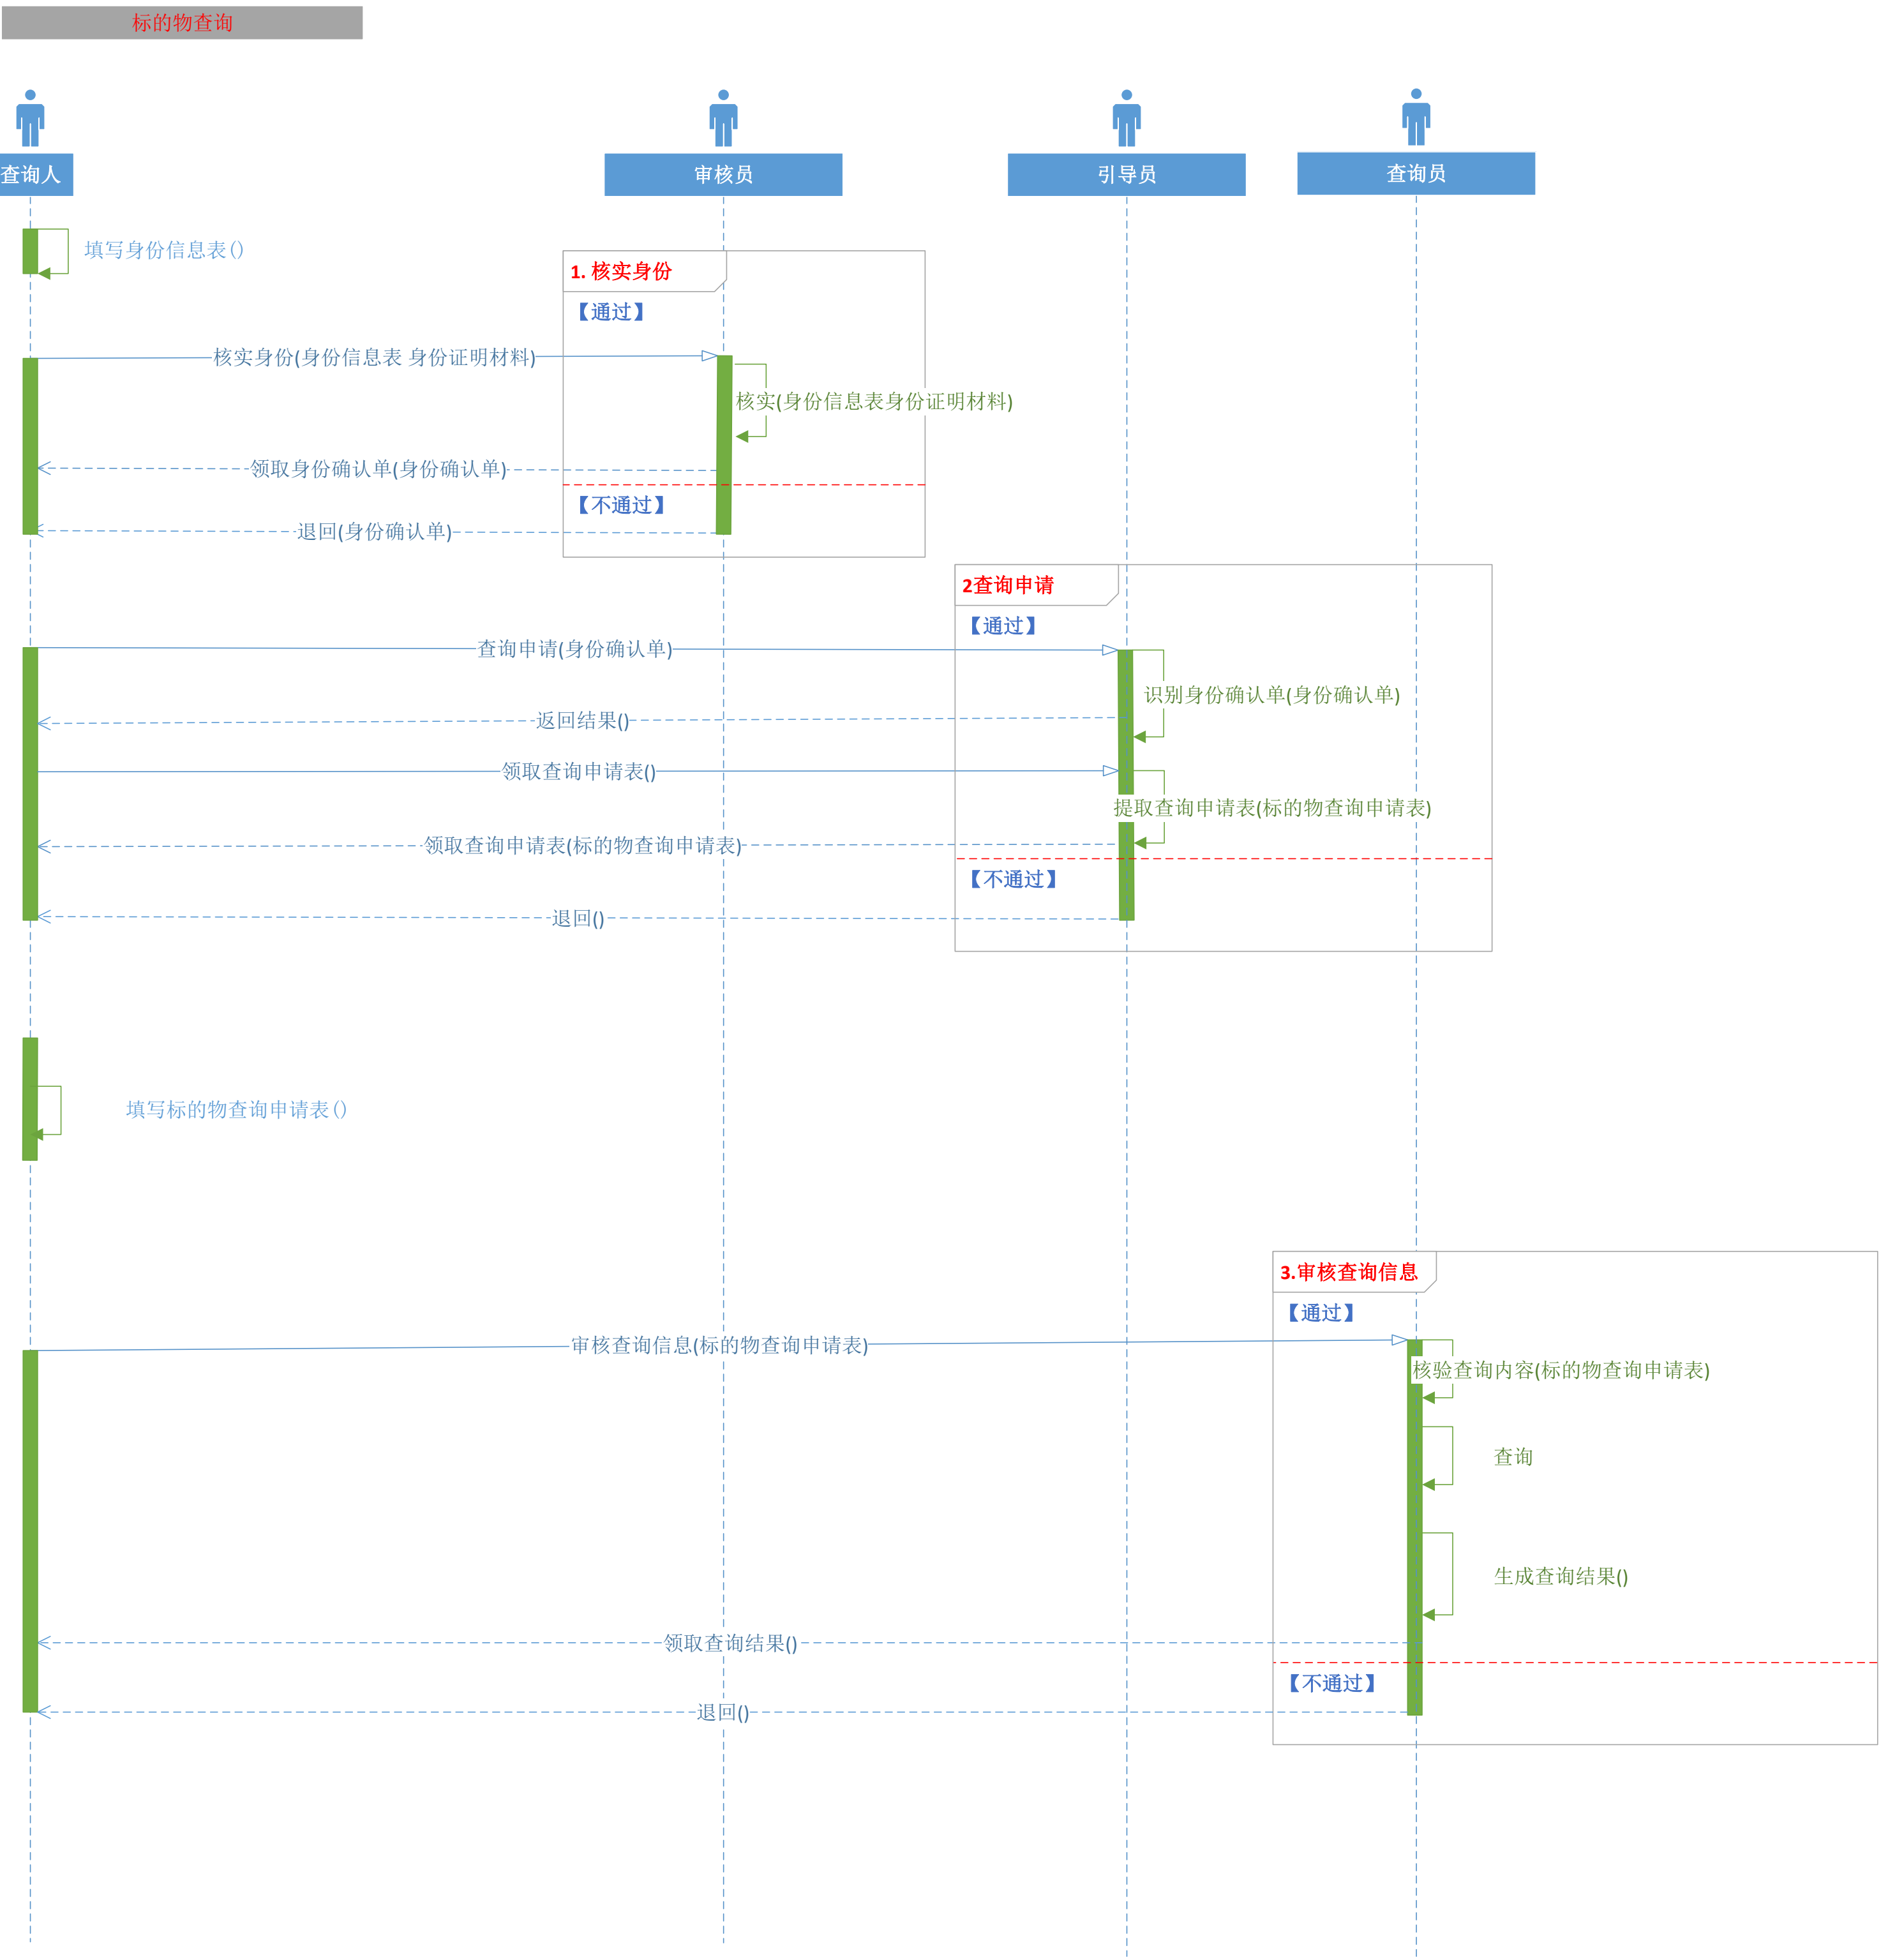 标的物查询
查询人
审核员
引导员
查询员
填写身份信息表()
1. 核实身份
【通过】
核实身份(身份信息表 身份证明材料)
核实(身份信息表身份证明材料)
领取身份确认单(身份确认单)
【不通过】
退回(身份确认单)
2查询申请
【通过】
查询申请(身份确认单)
识别身份确认单(身份确认单)
返回结果()
领取查询申请表()
提取查询申请表(标的物查询申请表)
领取查询申请表(标的物查询申请表)
【不通过】
退回()
填写标的物查询申请表()
3.审核查询信息
【通过】
审核查询信息(标的物查询申请表)
核验查询内容(标的物查询申请表)
查询
生成查询结果()
领取查询结果()
【不通过】
退回()